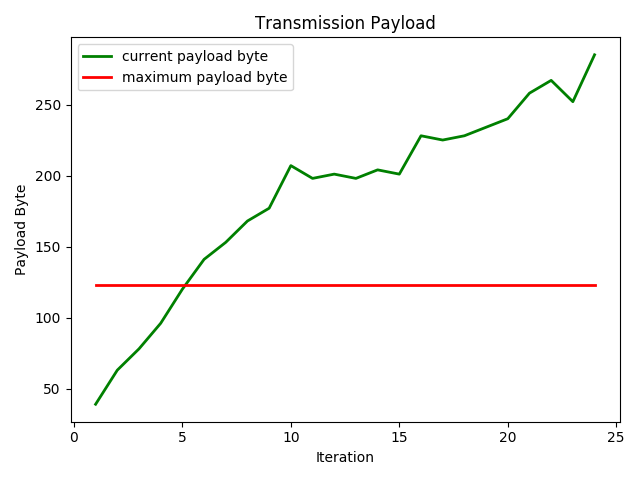 Transmission Payload
current payload byte
maximum payload byte
Payload Byte
250
200
150
100
50
0 5 10 15 20 25
Iteration